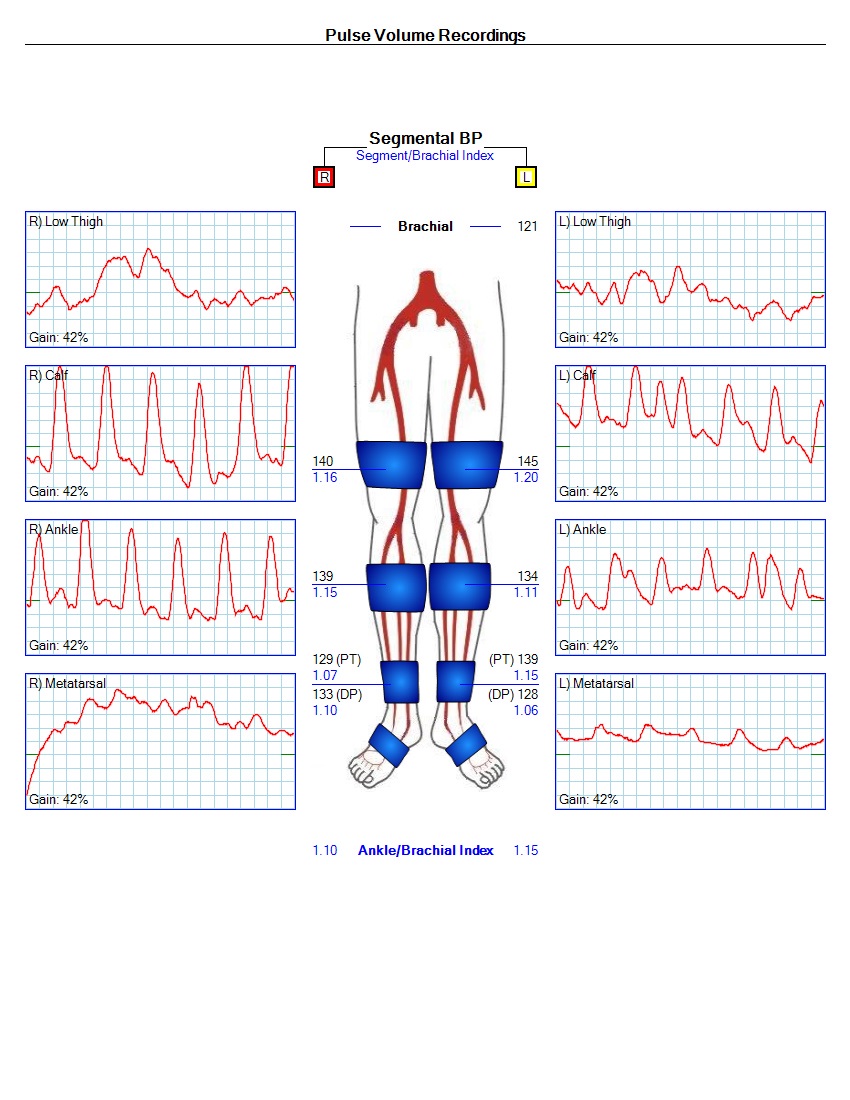 Pulse Volume Recordings
Segmental BP
Segment/Brachial Index
R
L
Brachial 121
R) Low Thigh
Gain: 42%
L) Low Thigh
Gain: 42%
R) Calf
Gain: 42%
L) Calf
Gain: 42%
140
1.16
145
1.20
R) Ankle
Gain: 42%
L) Ankle
Gain: 42%
139
1.15
134
1.11
R) Metatarsal
Gain: 42%
L) Metatarsal
Gain: 42%
129 (PT)
1.07
133 (DP)
1.10
(PT) 139
1.15
(DP) 128
1.06
1.10 Ankle/Brachial Index 1.15